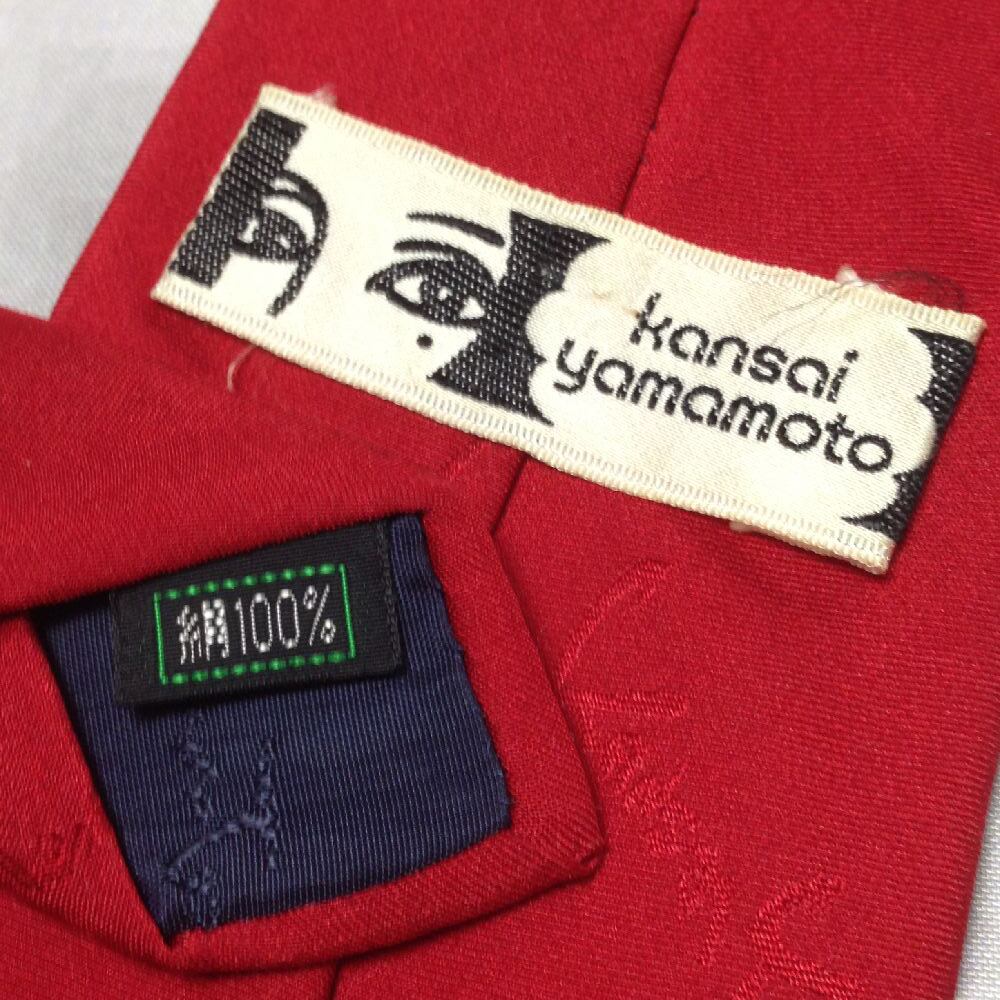 kansai
yamamoto
絹100%